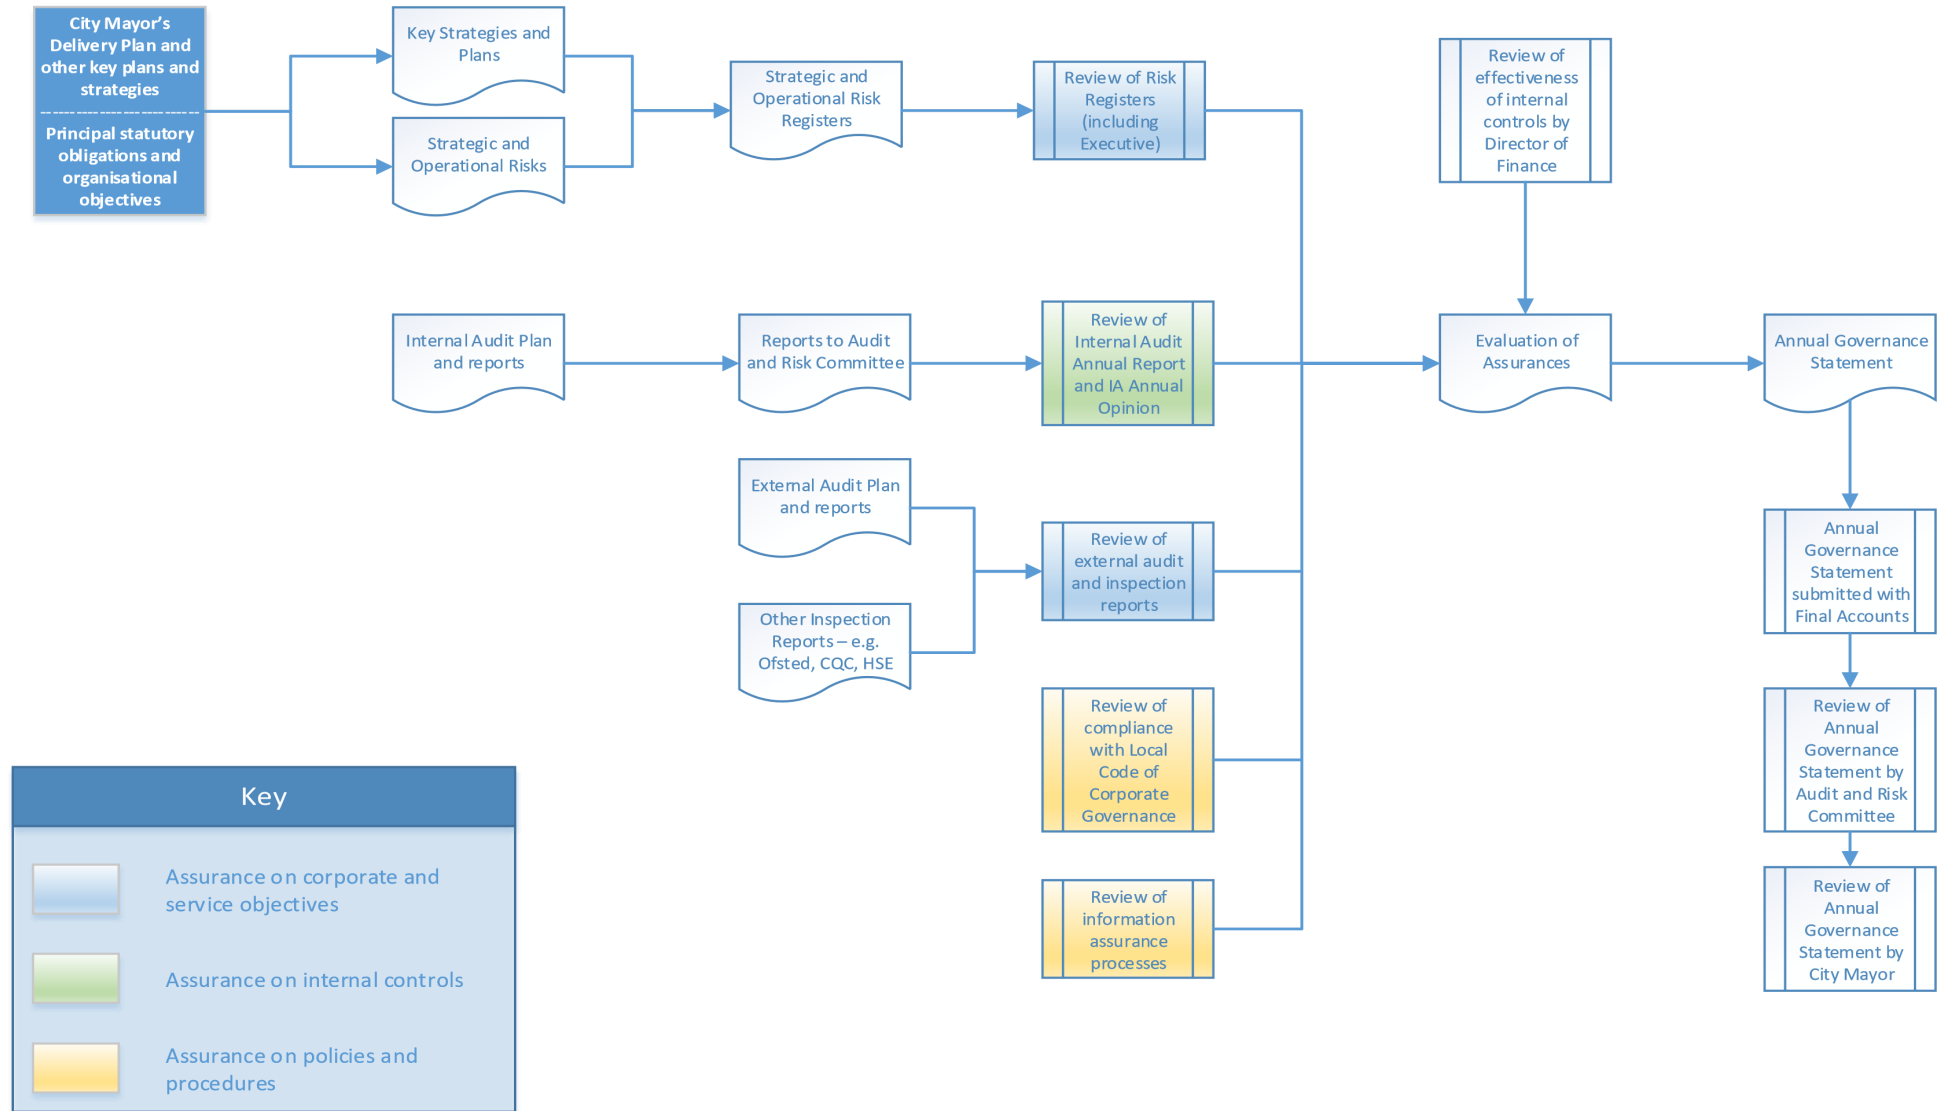 City Mayor’s
Delivery Plan and
other key plans and
strategies
Principal statutory
obligations and
organisational
objectives
Key Strategies and
Plans
Strategic and
Operational Risks
Strategic and
Operational Risk
Registers
Review of Risk
Registers
(including
Executive)
Review of
effectiveness
of internal
controls by
Director of
Finance
Internal Audit Plan
and reports
Reports to Audit
and Risk Committee
Review of
Internal Audit
Annual Report
and IA Annual
Opinion
Evaluation of
Assurances
Annual Governance
Statement
External Audit Plan
and reports
Other Inspection
Reports – e.g.
Ofsted, CQC, HSE
Review of
external audit
and inspection
reports
Annual
Governance
Statement
submitted with
Final Accounts
Review of
compliance
with Local
Code of
Corporate
Governance
Review of
Annual
Governance
Statement by
Audit and Risk
Committee
Review of
information
assurance
processes
Review of
Annual
Governance
Statement by
City Mayor
Key
Assurance on corporate and
service objectives
Assurance on internal controls
Assurance on policies and
procedures